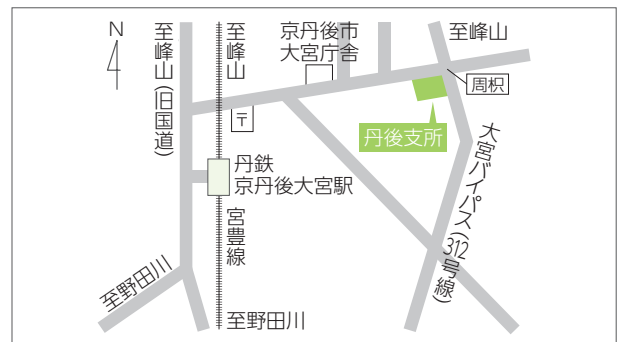 N
至峰山(旧国道)
至峰山
京丹後市
大宮庁舎
至峰山
周枳
〒
丹後支所
丹鉄
京丹後大宮駅
大宮バイパス(312号線)
宮豊線
至野田川
至野田川